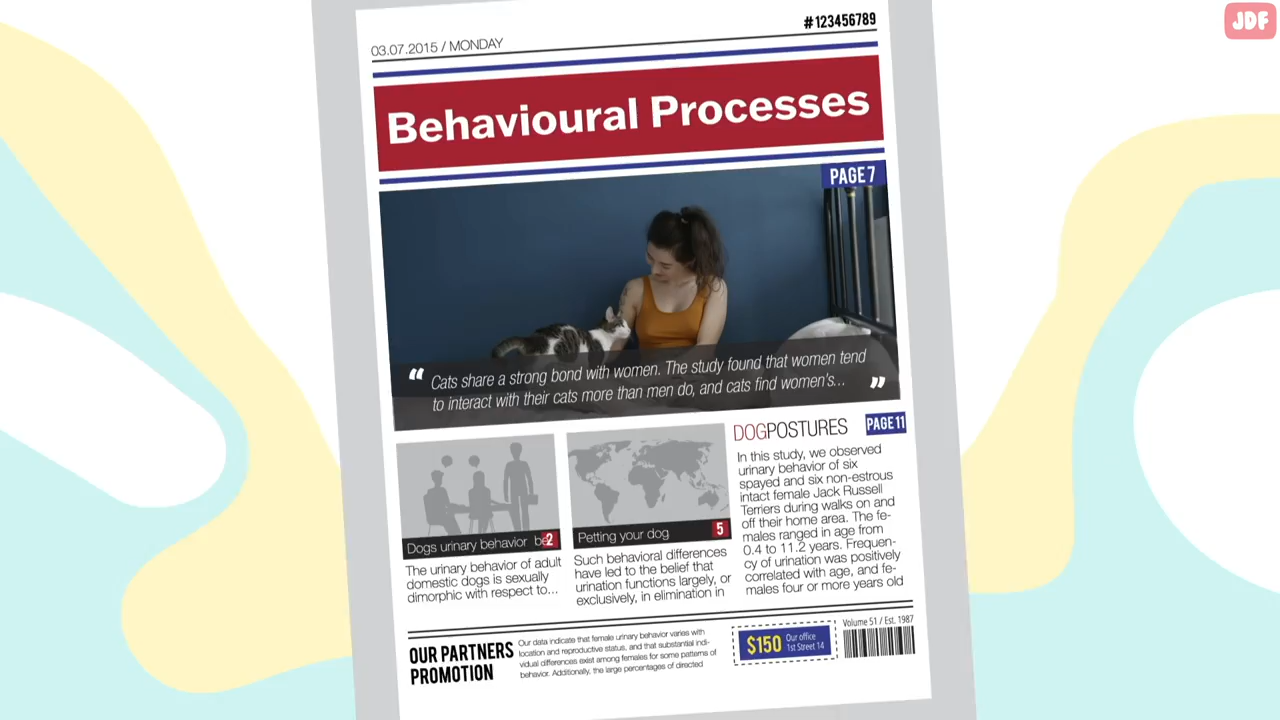 JDF
#123456789
03.07.2015 / MONDAY
Behavioural Processes
PAGE 7
“ Cats share a strong bond with women. The study found that women tend
to interact with their cats more than men do, and cats find women's... ”
Dogs urinary behavior be 2
The urinary behavior of adult
domestic dogs is sexually
dimorphic with respect to...
Petting your dog 5
Such behavioral differences
have led to the belief that
urination functions largely, or
exclusively, in elimination in
DOGPOSTURES PAGE 11
In this study, we observed
urinary behavior of six
spayed and six non-estrous
intact female Jack Russell
Terriers during walks on and
off their home area. The fe-
males ranged in age from
0.4 to 11.2 years. Frequen-
cy of urination was positively
correlated with age, and fe-
males four or more years old
OUR PARTNERS
PROMOTION
Our data indicate that female urinary behavior varies with
location and reproductive status, and that substantial indi-
vidual differences exist among females for some patterns of
behavior. Additionally, the large percentages of directed
$150
Our office
1st Street 14
Volume 51 / Est. 1987